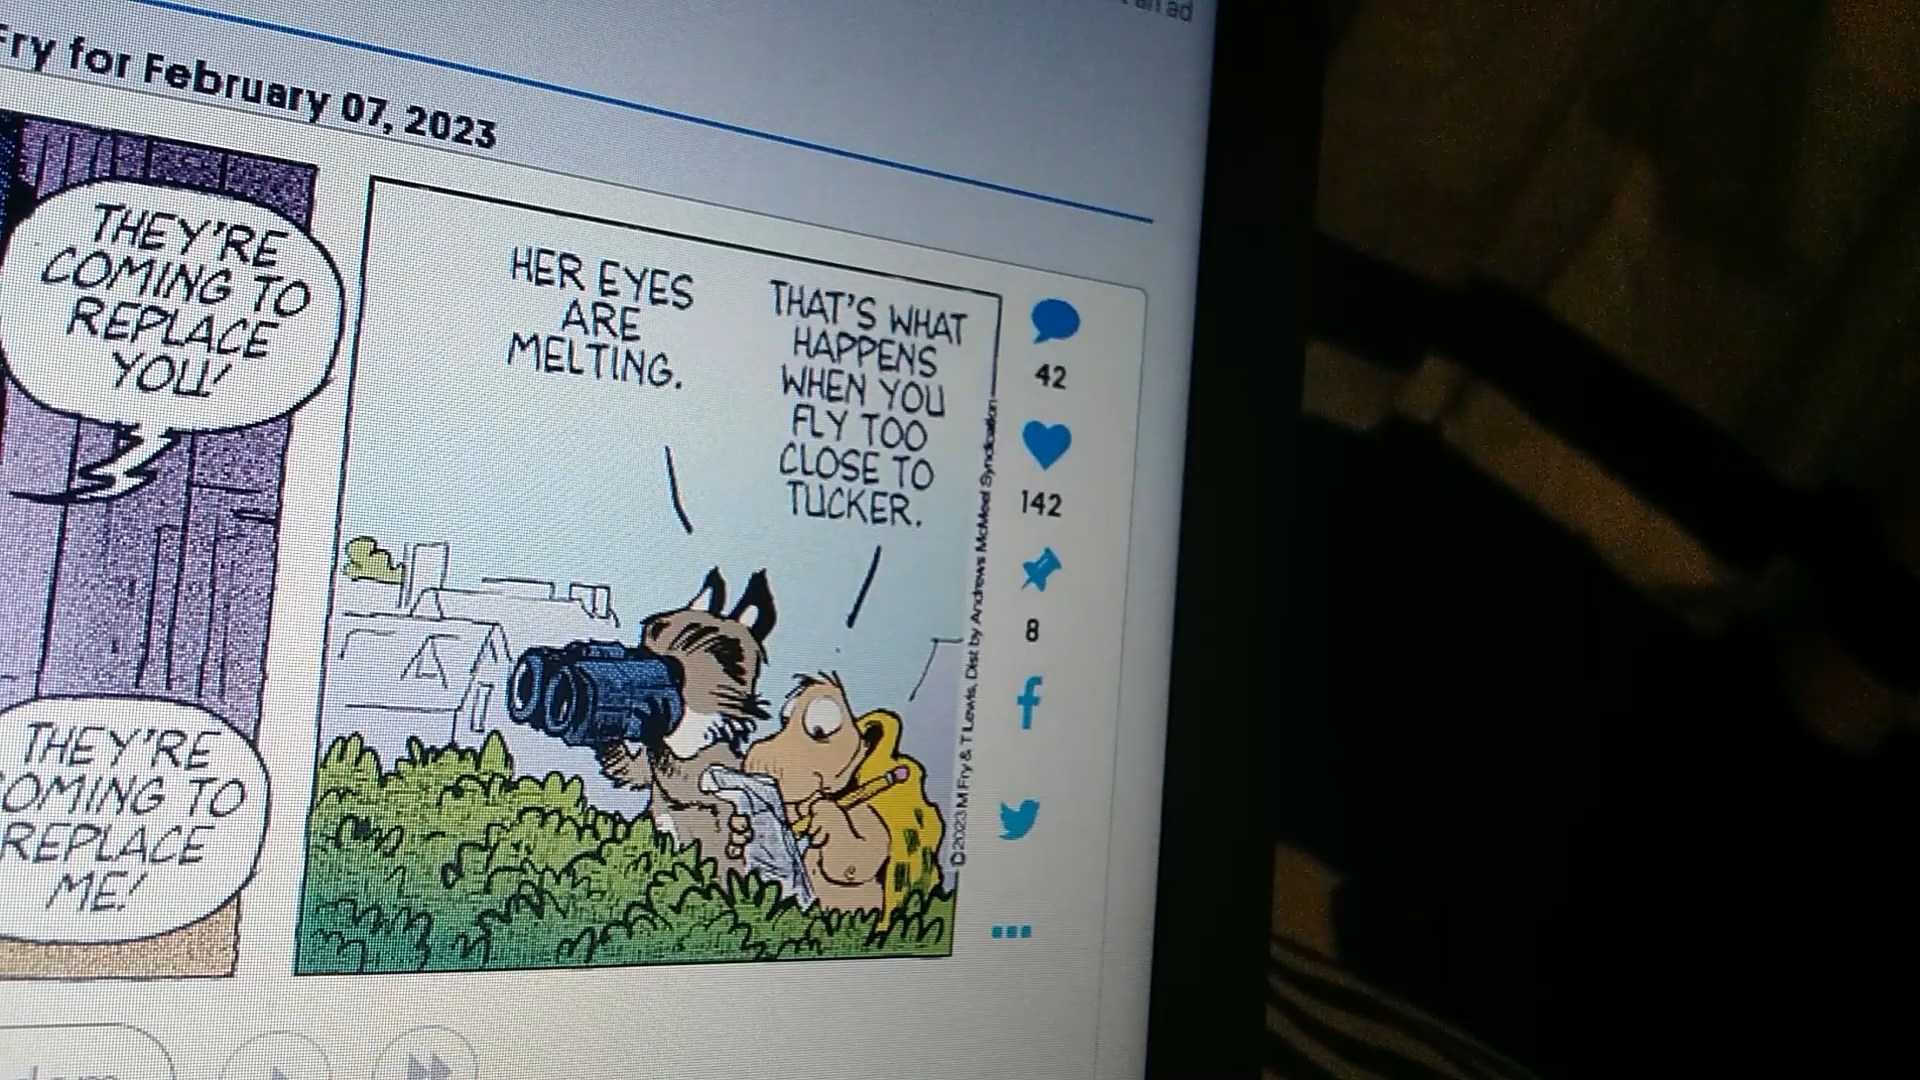 Fry for February 07, 2023
THEY'RE
COMING TO
REPLACE
YOU!
THEY'RE
COMING TO
REPLACE
ME!
HER EYES
ARE
MELTING.
THAT'S WHAT
HAPPENS
WHEN YOU
FLY TOO
CLOSE TO
TUCKER.
©2023 M Fry & T Lewis, Dist by Andrews McMeel Syndication
42
142
8